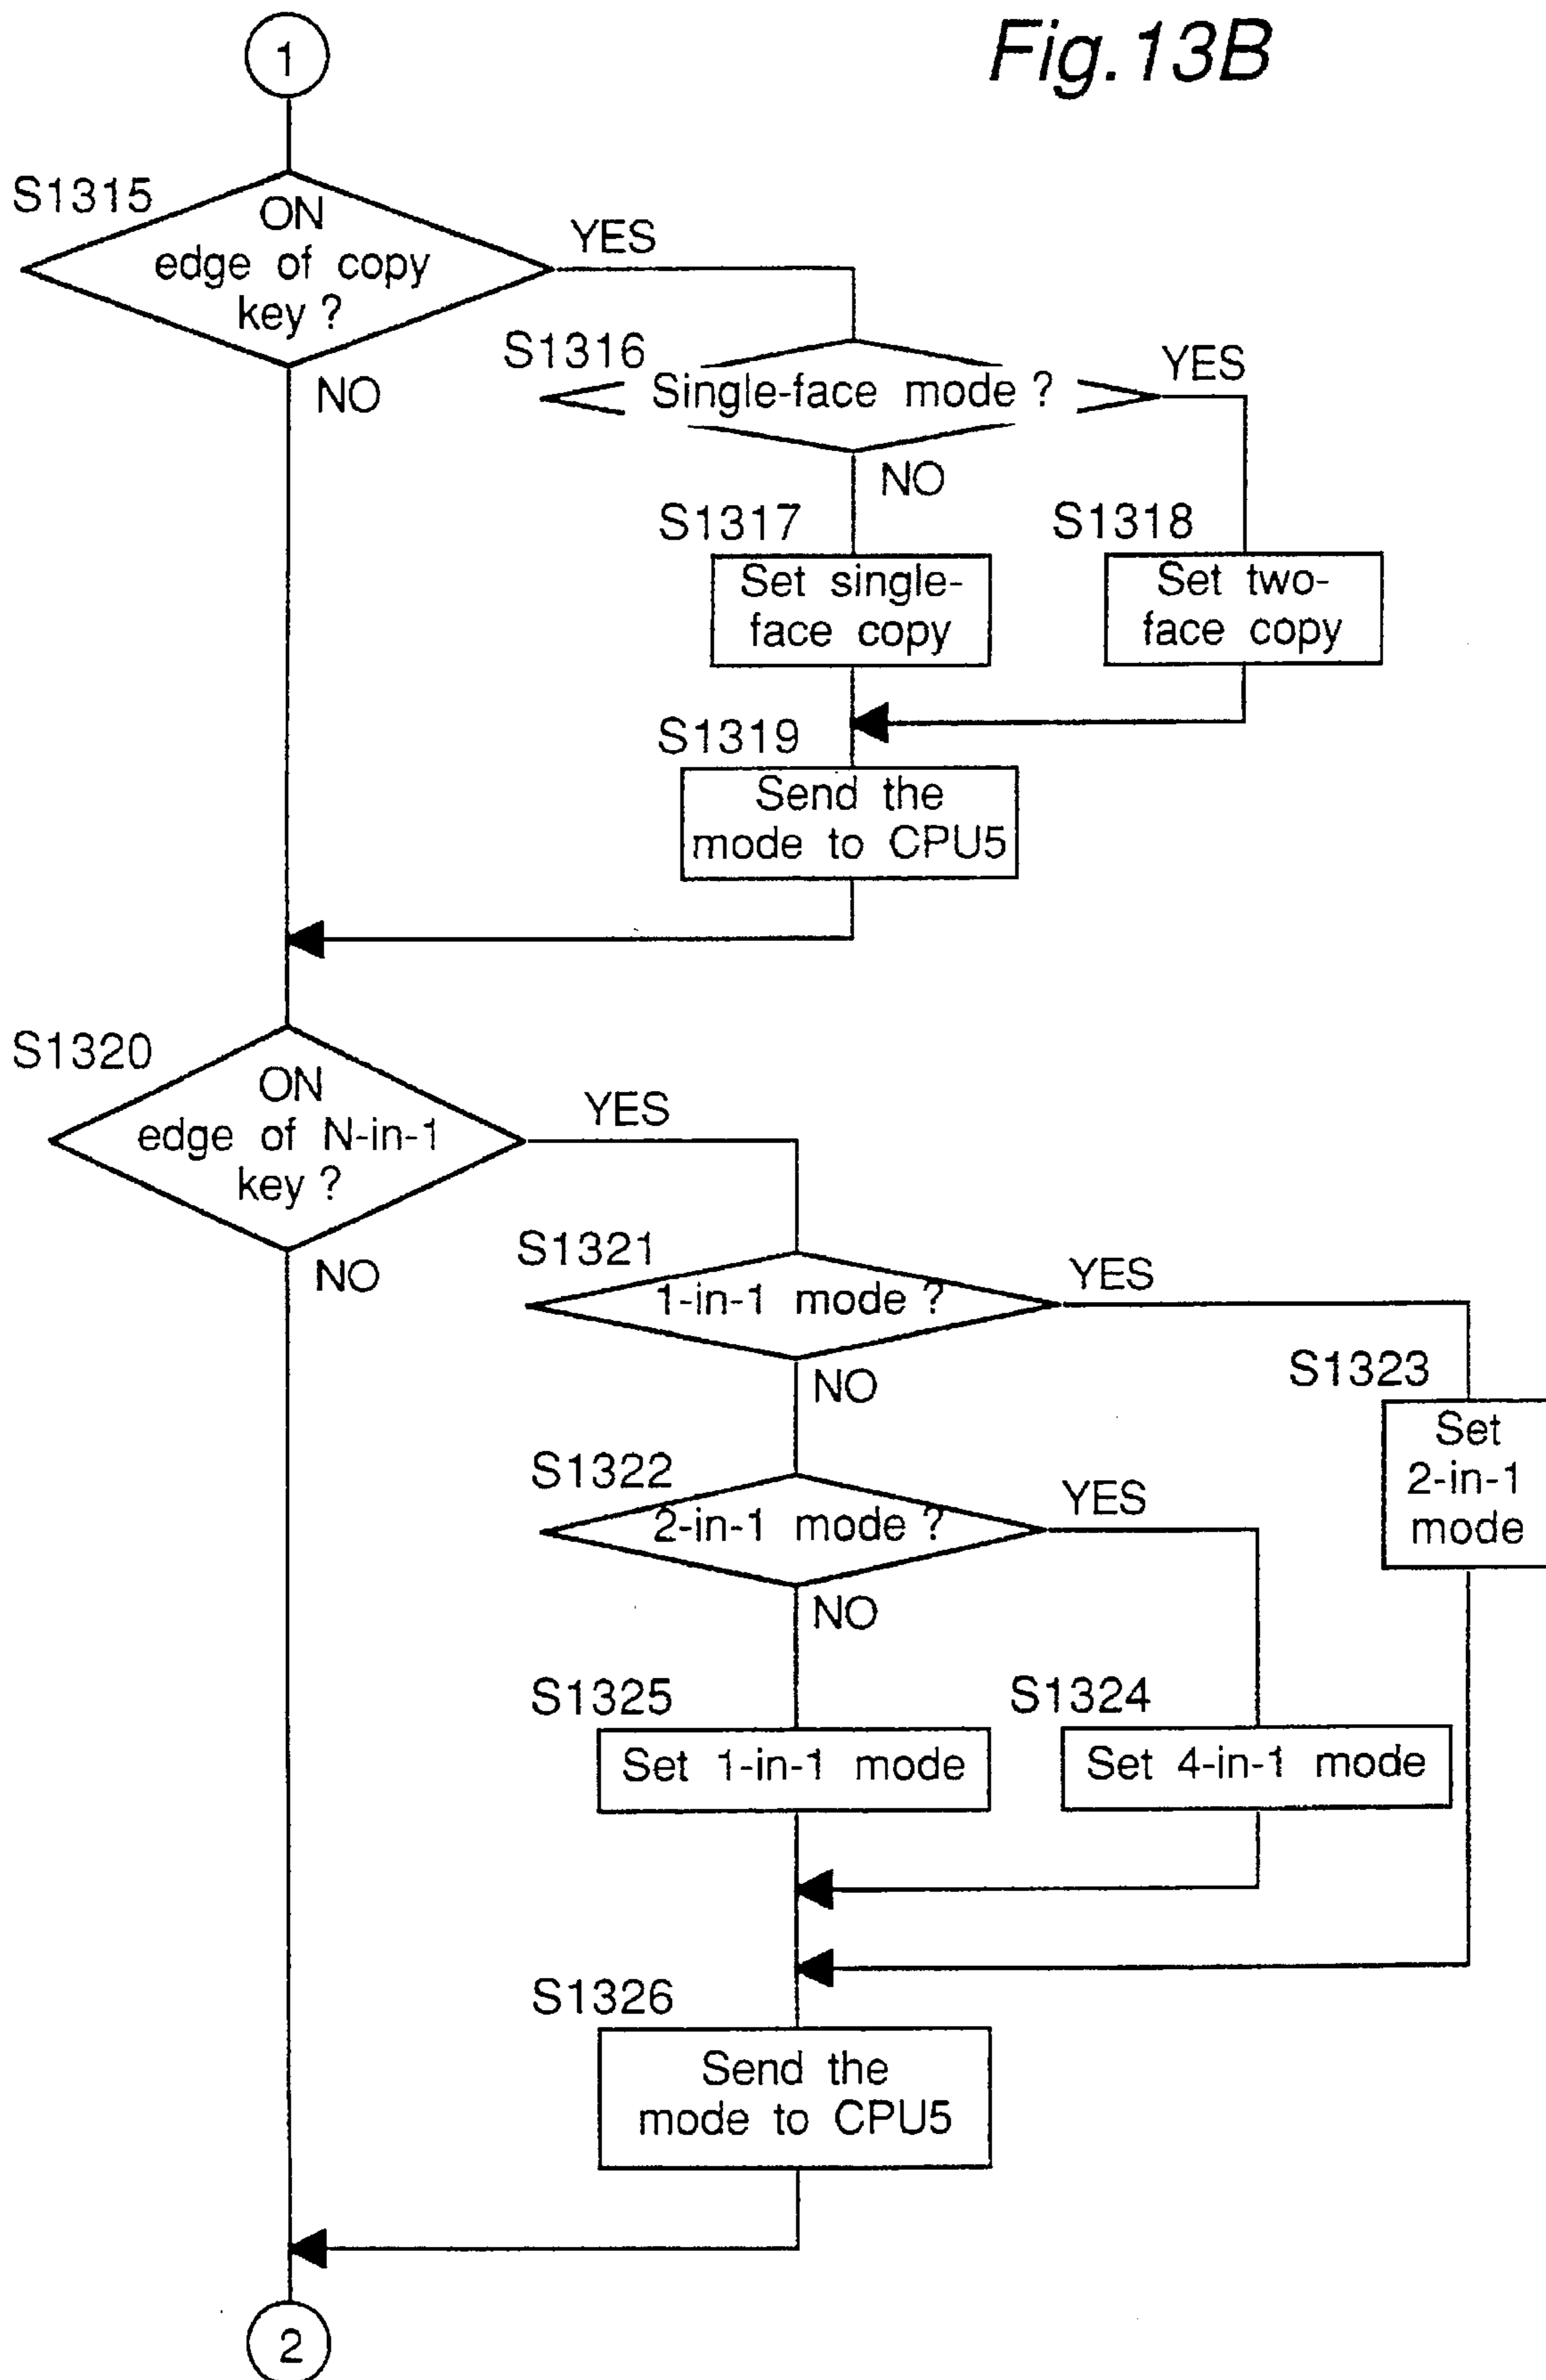 Fig.13B
1
S1315
ON
edge of copy
key ?
YES
NO
S1316
Single-face mode ?
YES
NO
S1317
Set single-
face copy
S1318
Set two-
face copy
S1319
Send the
mode to CPU5
S1320
ON
edge of N-in-1
key ?
YES
NO
S1321
1-in-1 mode ?
YES
NO
S1323
Set
2-in-1
mode
S1322
2-in-1 mode ?
YES
NO
S1325
Set 1-in-1 mode
S1324
Set 4-in-1 mode
S1326
Send the
mode to CPU5
2